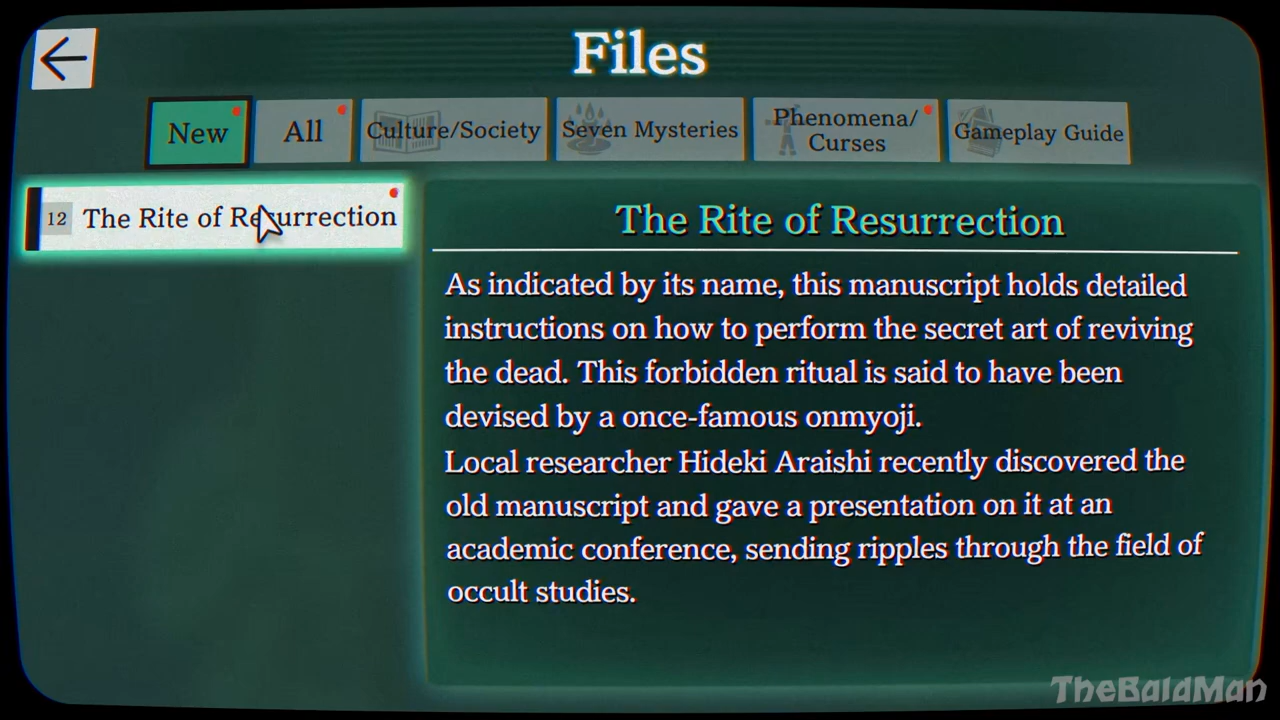 Files
New
All
Culture/Society
Seven Mysteries
Phenomena/
Curses
Gameplay Guide
12 The Rite of Resurrection
The Rite of Resurrection
As indicated by its name, this manuscript holds detailed
instructions on how to perform the secret art of reviving
the dead. This forbidden ritual is said to have been
devised by a once-famous onmyoji.
Local researcher Hideki Araishi recently discovered the
old manuscript and gave a presentation on it at an
academic conference, sending ripples through the field of
occult studies.
TheBaldMan